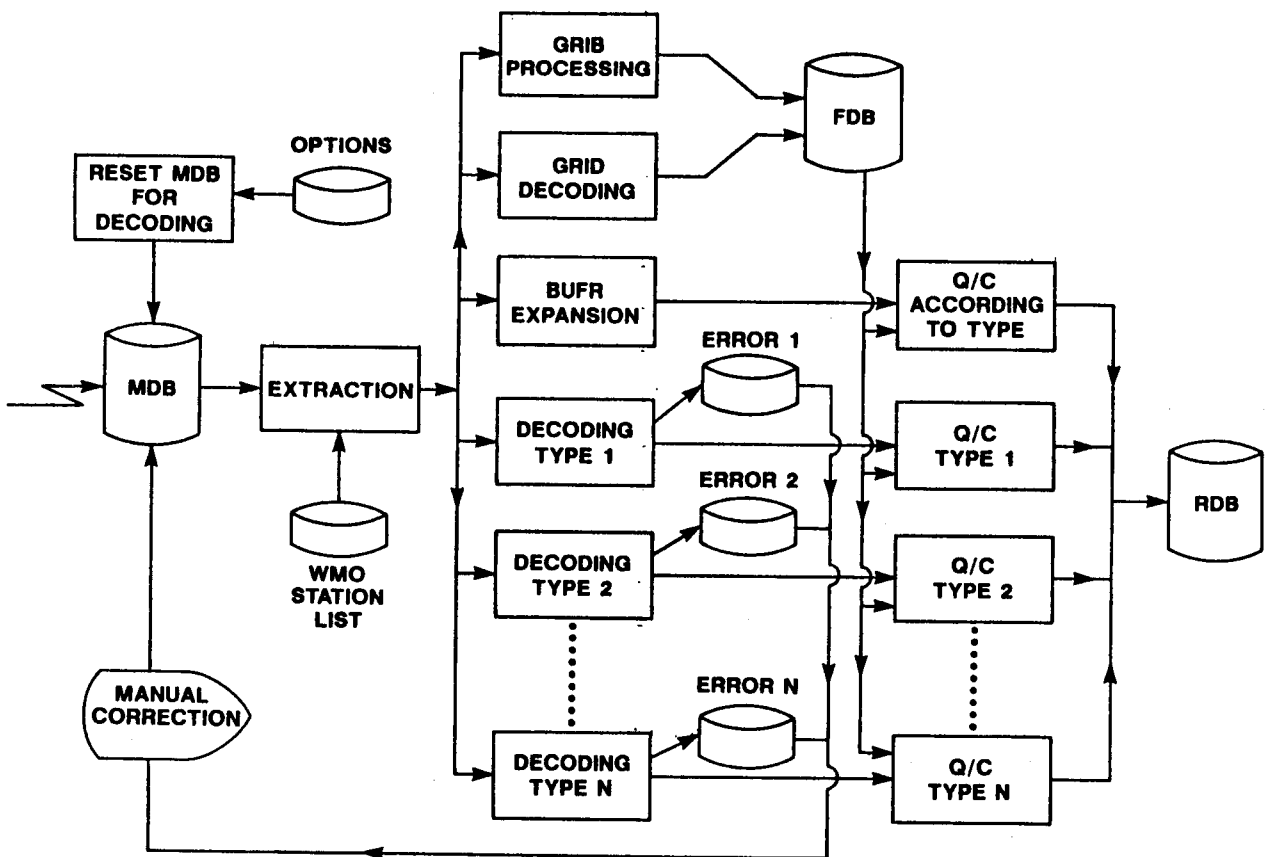 GRIB
PROCESSING
FDB
OPTIONS
RESET MDB
FOR
DECODING
GRID
DECODING
BUFR
EXPANSION
Q/C
ACCORDING
TO TYPE
ERROR 1
MDB
EXTRACTION
DECODING
TYPE 1
Q/C
TYPE 1
ERROR 2
RDB
WMO
STATION
LIST
DECODING
TYPE 2
Q/C
TYPE 2
MANUAL
CORRECTION
ERROR N
DECODING
TYPE N
Q/C
TYPE N